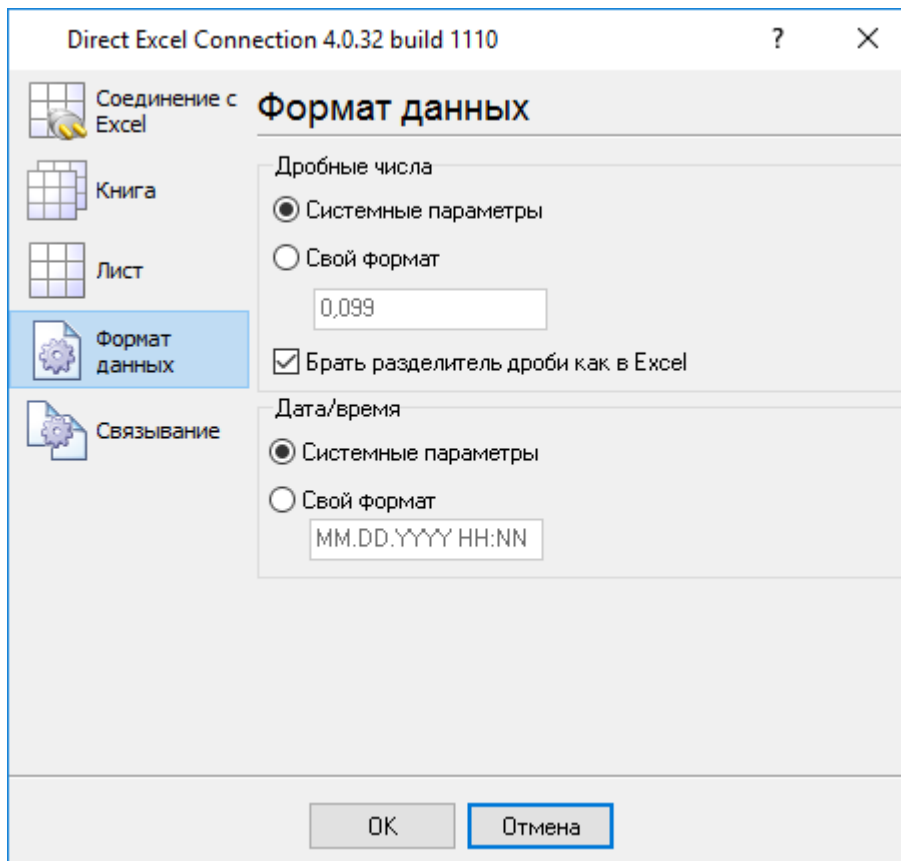 Direct Excel Connection 4.0.32 build 1110
?
Соединение с
Excel
Книга
Лист
Формат
данных
Связывание
Формат данных
Дробные числа
Системные параметры
Свой формат
0,099
Брать разделитель дроби как в Excel
Дата/время
Системные параметры
Свой формат
MM.DD.YYYY HH:NN
OK
Отмена